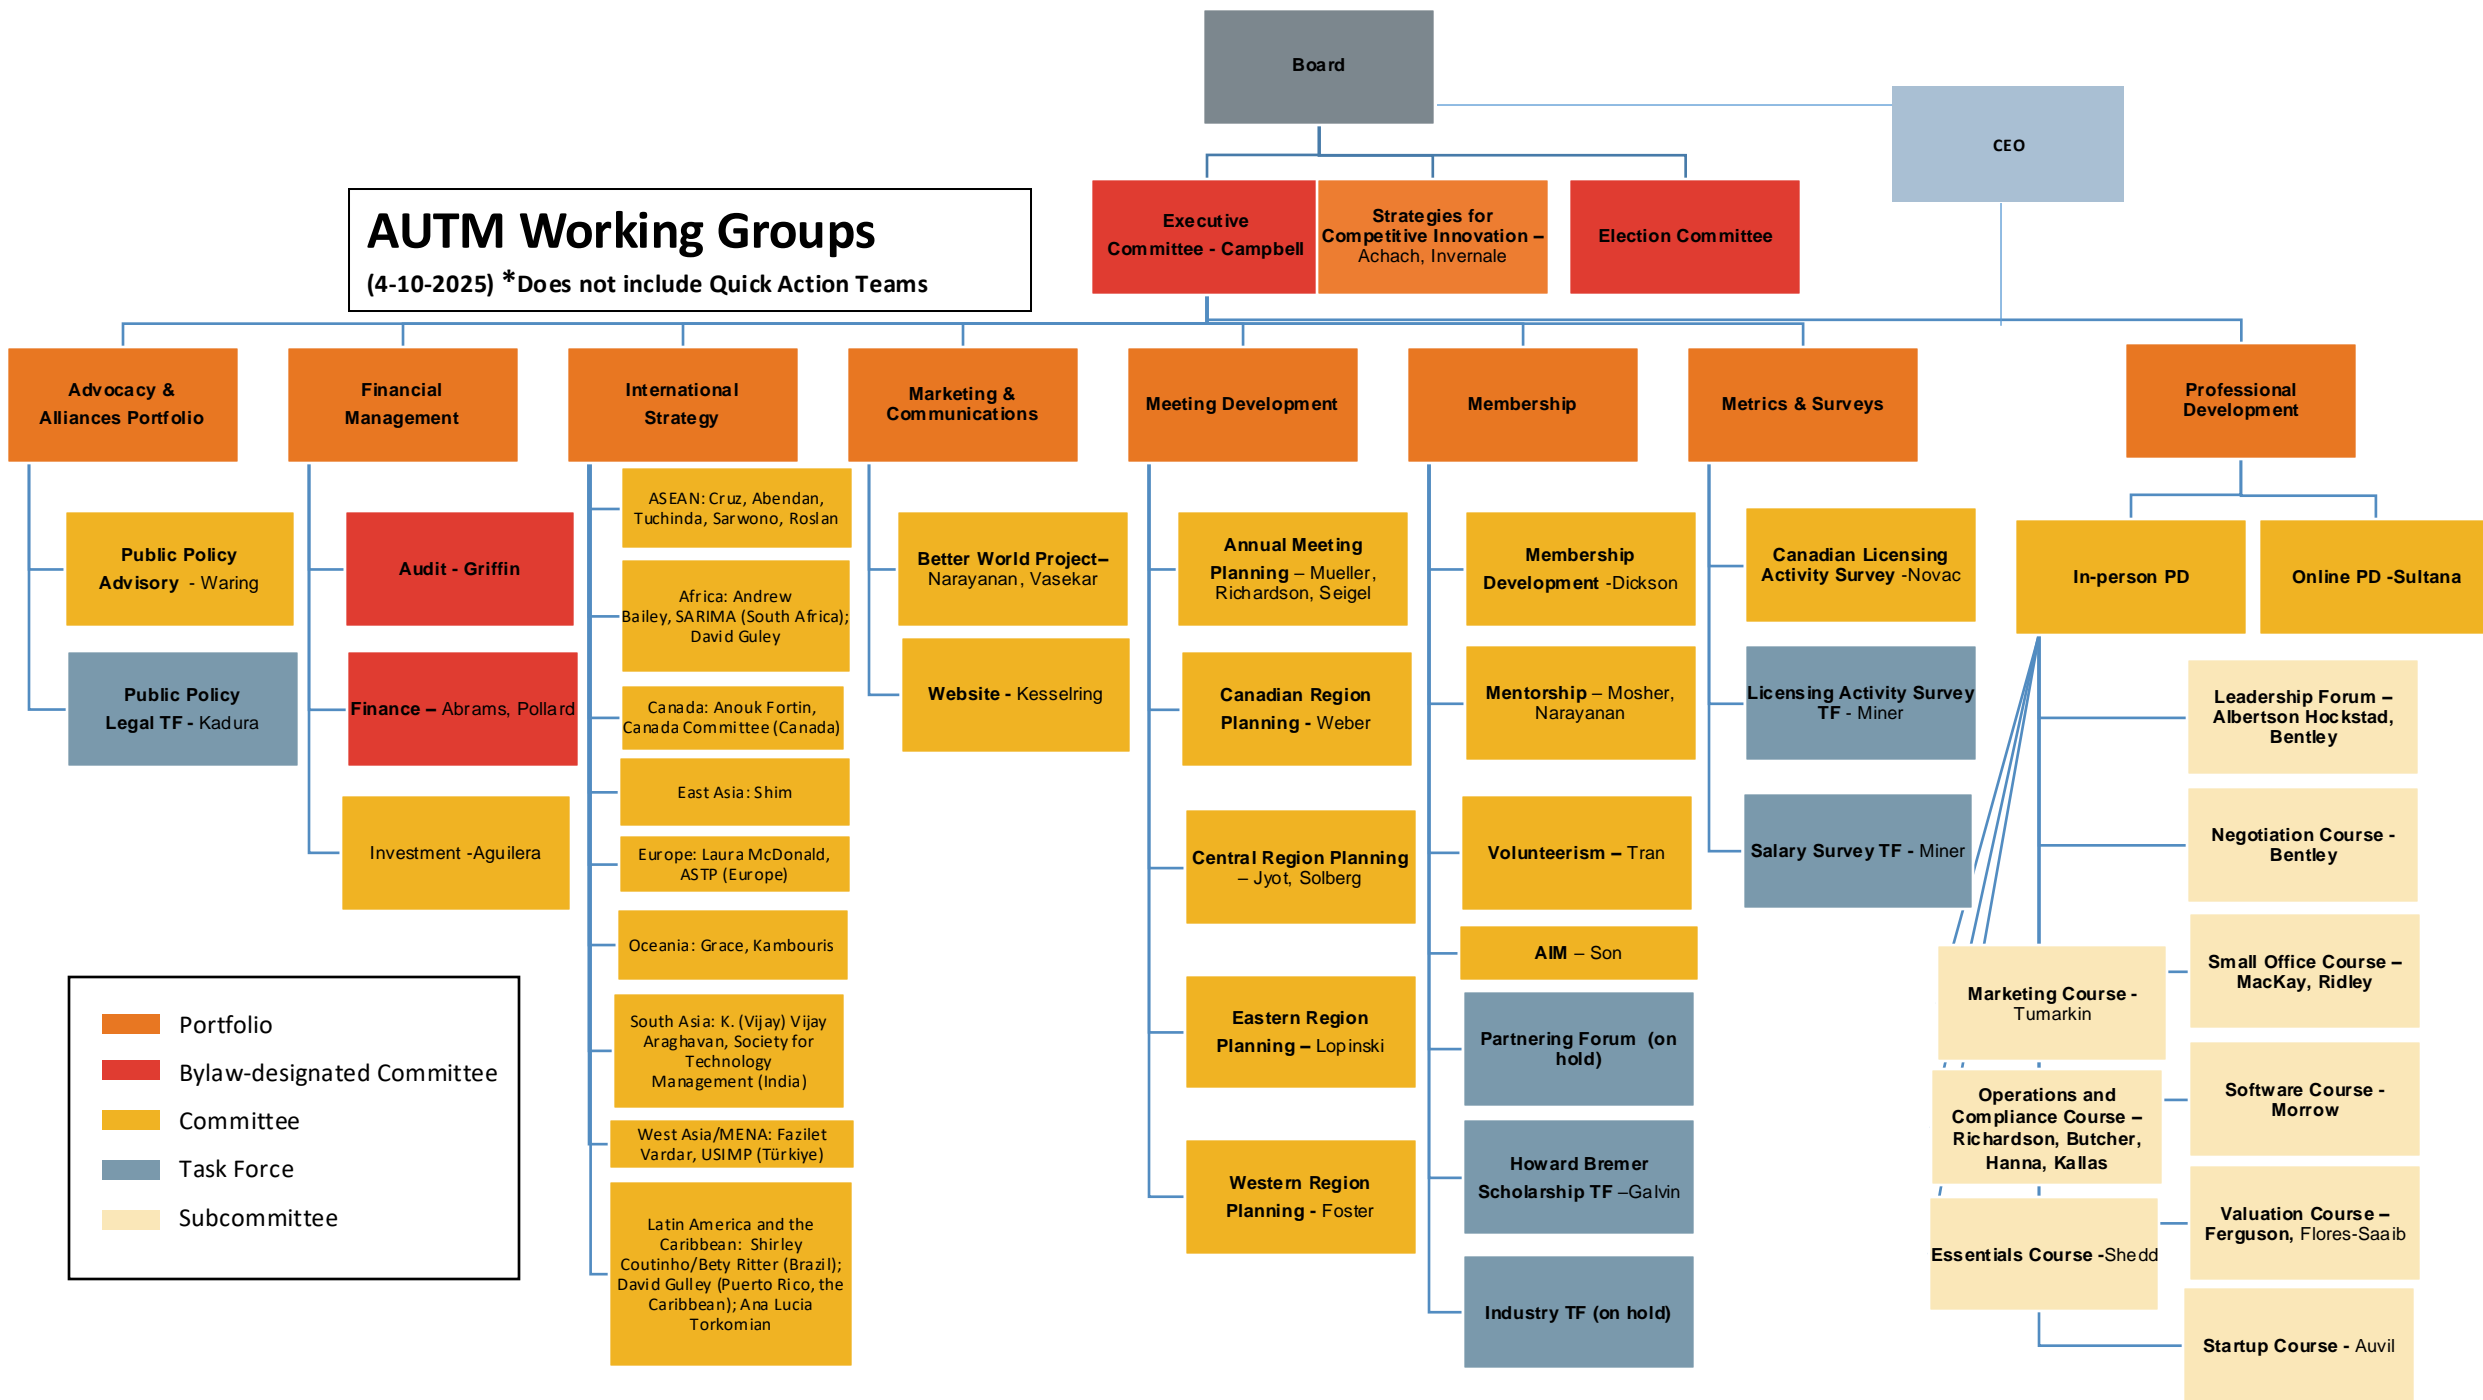 Board
CEO
AUTM Working Groups
(4-10-2025) *Does not include Quick Action Teams
Executive
Committee - Campbell
Strategies for
Competitive Innovation –
Achach, Invernale
Election Committee
Advocacy &
Alliances Portfolio
Financial
Management
International
Strategy
Marketing &
Communications
Meeting Development
Membership
Metrics & Surveys
Professional
Development
Public Policy
Advisory - Waring
Public Policy
Legal TF - Kadura
Audit - Griffin
Finance – Abrams, Pollard
Investment -Aguilera
ASEAN: Cruz, Abendan,
Tuchinda, Sarwono, Roslan
Africa: Andrew
Bailey, SARIMA (South Africa);
David Guley
Canada: Anouk Fortin,
Canada Committee (Canada)
East Asia: Shim
Europe: Laura McDonald,
ASTP (Europe)
Oceania: Grace, Kambouris
South Asia: K. (Vijay) Vijay
Araghavan, Society for
Technology
Management (India)
West Asia/MENA: Fazilet
Vardar, USIMP (Türkiye)
Latin America and the
Caribbean: Shirley
Coutinho/Bety Ritter (Brazil);
David Gulley (Puerto Rico, the
Caribbean); Ana Lucia
Torkomian
Better World Project–
Narayanan, Vasekar
Website - Kesselring
Annual Meeting
Planning – Mueller,
Richardson, Seigel
Canadian Region
Planning - Weber
Central Region Planning
– Jyot, Solberg
Eastern Region
Planning – Lopinski
Western Region
Planning - Foster
Membership
Development -Dickson
Mentorship – Mosher,
Narayanan
Volunteerism – Tran
AIM – Son
Partnering Forum (on
hold)
Howard Bremer
Scholarship TF –Galvin
Industry TF (on hold)
Canadian Licensing
Activity Survey -Novac
Licensing Activity Survey
TF - Miner
Salary Survey TF - Miner
In-person PD
Online PD -Sultana
Leadership Forum –
Albertson Hockstad,
Bentley
Negotiation Course -
Bentley
Marketing Course -
Tumarkin
Small Office Course –
MacKay, Ridley
Operations and
Compliance Course –
Richardson, Butcher,
Hanna, Kallas
Software Course -
Morrow
Essentials Course -Shedd
Valuation Course –
Ferguson, Flores-Saaib
Startup Course - Auvil
Portfolio
Bylaw-designated Committee
Committee
Task Force
Subcommittee